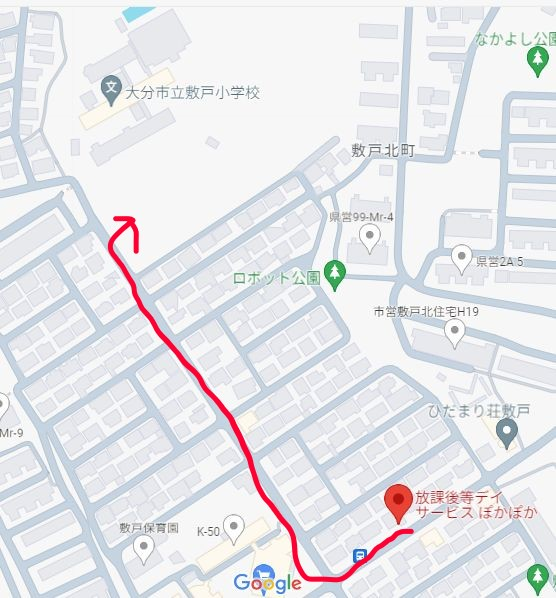 なかよし公園
大分市立敷戸小学校
敷戸北町
県営99-Mr-4
県営2A.5
ロボット公園
市営敷戸北住宅H19
ひだまり荘敷戸
Mr-9
放課後等デイ
サービス ぽかぽか
K-50
敷戸保育園
Google